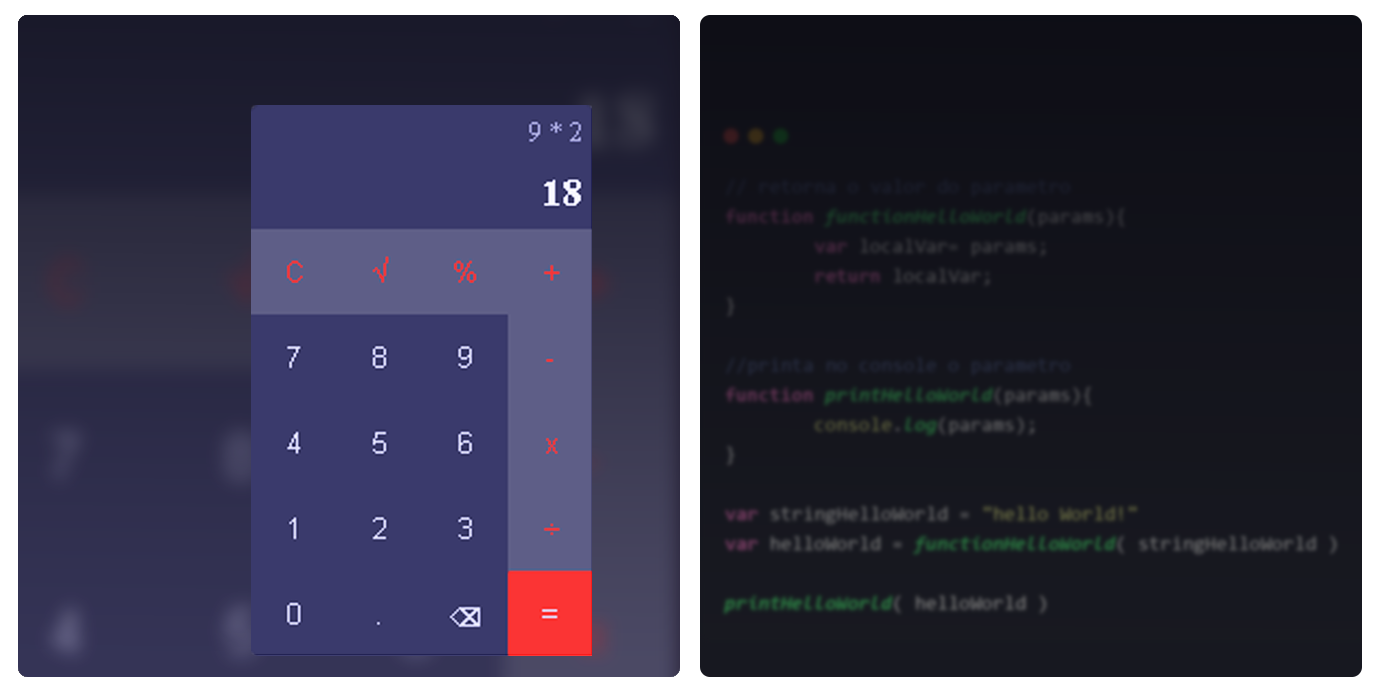 9*2
18
C √ % +
7 8 9 -
4 5 6 x
1 2 3 ÷
0 . ⌫ =
// retorna o valor do parametro
function functionHelloWorld(params){
var localVar= params;
return localVar;
}
//printa no console o parametro
function printHelloWorld(params){
console.log(params);
}
var stringHelloWorld = "hello World!"
var helloWorld = functionHelloWorld( stringHelloWorld )
printHelloWorld( helloWorld )